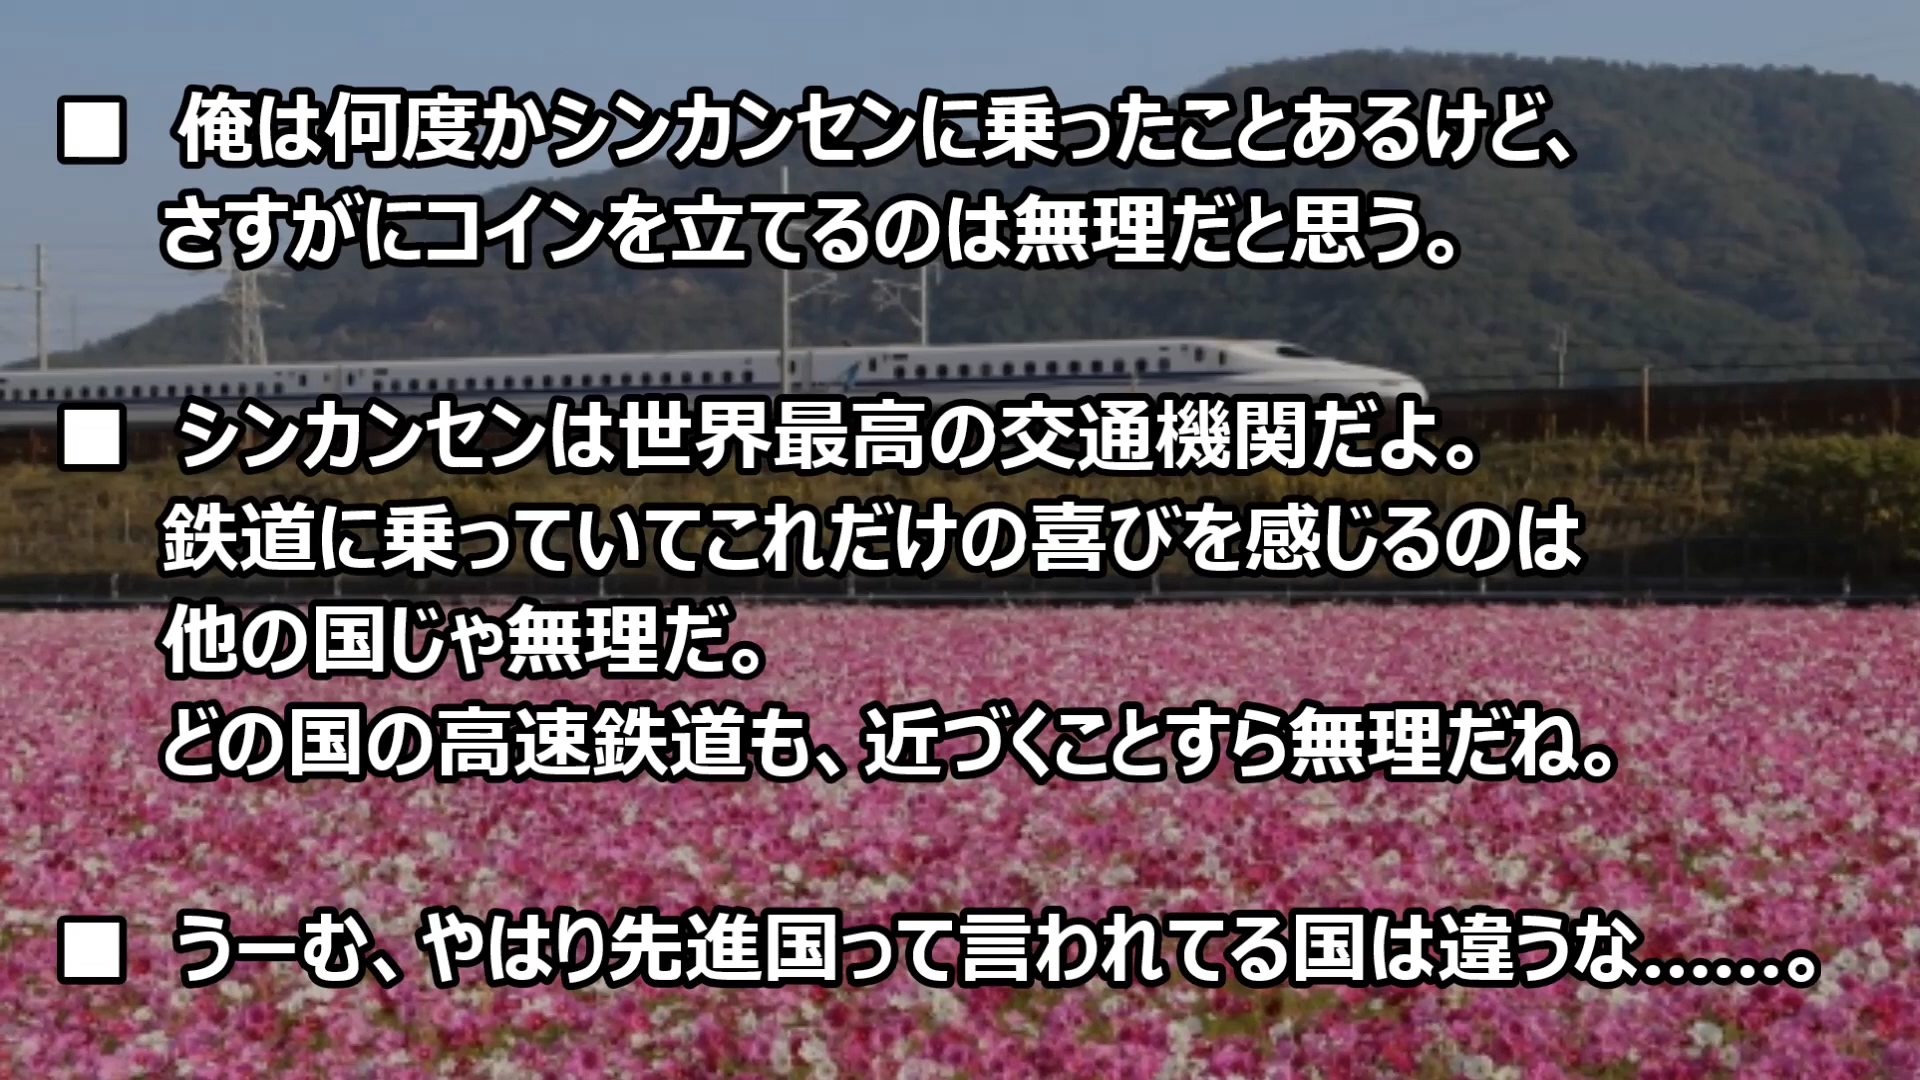 ■ 俺は何度かシンカンセンに乗ったことあるけど、
さすがにコインを立てるのは無理だと思う。
■ シンカンセンは世界最高の交通機関だよ。
鉄道に乗っていてこれだけの喜びを感じるのは
他の国じゃ無理だ。
どの国の高速鉄道も、近づくことすら無理だね。
■ うーむ、やはり先進国って言われてる国は違うな……。